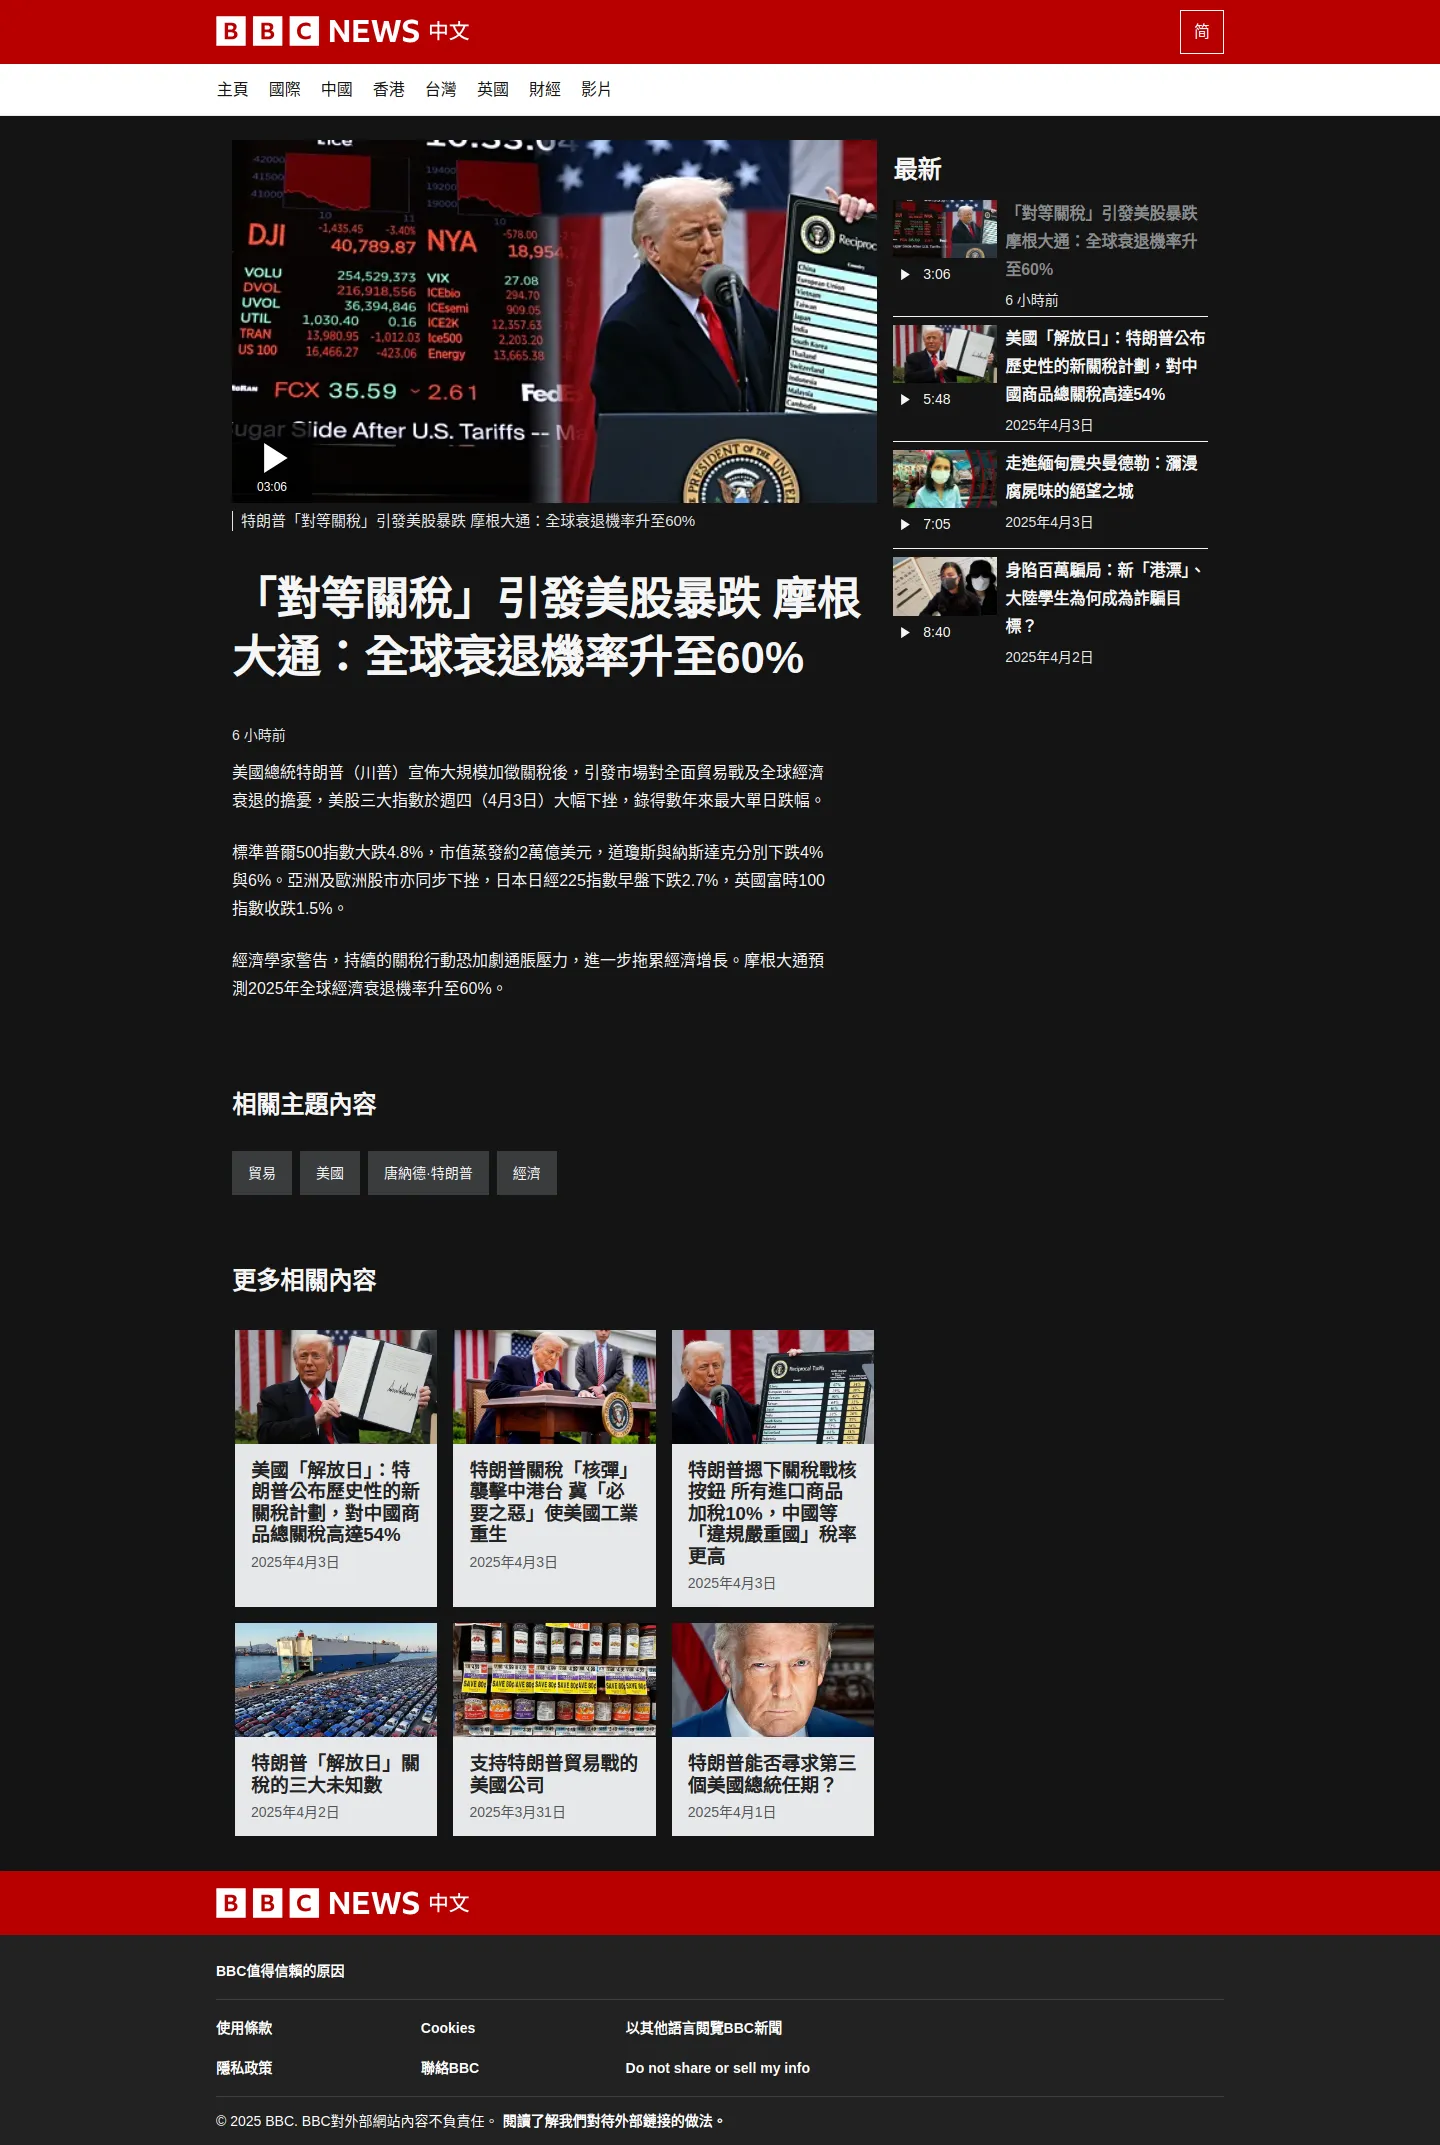 BBC NEWS 中文
简
主頁 國際 中國 香港 台灣 英國 財經 影片
DJI
-1,435.45 -3.40%
40,789.87
NYA
-578.00
18,954.
VOLU 254,529,373
DVOL 216,918,556
UVOL 36,394,846
UTIL 1,030.40 0.16
TRAN 13,980.95 -1,012.03
US 100 16,466.27 -423.06
VIX 27.08
ICEbio 294.70
ICEsemi 909.05
ICE2K 12,357.63
Ice500 2,203.20
Energy 13,665.38
FCX 35.59 2.61 FedE
ugar Slide After U.S. Tariffs -- Ma
Reciproc
Country
China
European Union
Vietnam
Taiwan
Japan
India
South Korea
Thailand
Switzerland
Indonesia
Malaysia
Cambodia
03:06
特朗普「對等關稅」引發美股暴跌 摩根大通：全球衰退機率升至60%
「對等關稅」引發美股暴跌 摩根
大通：全球衰退機率升至60%
6 小時前
美國總統特朗普（川普）宣佈大規模加徵關稅後，引發市場對全面貿易戰及全球經濟
衰退的擔憂，美股三大指數於週四（4月3日）大幅下挫，錄得數年來最大單日跌幅。
標準普爾500指數大跌4.8%，市值蒸發約2萬億美元，道瓊斯與納斯達克分別下跌4%
與6%。亞洲及歐洲股市亦同步下挫，日本日經225指數早盤下跌2.7%，英國富時100
指數收跌1.5%。
經濟學家警告，持續的關稅行動恐加劇通脹壓力，進一步拖累經濟增長。摩根大通預
測2025年全球經濟衰退機率升至60%。
最新
「對等關稅」引發美股暴跌
摩根大通：全球衰退機率升
至60%
3:06
6 小時前
美國「解放日」：特朗普公布
歷史性的新關稅計劃，對中
國商品總關稅高達54%
5:48
2025年4月3日
走進緬甸震央曼德勒：瀰漫
腐屍味的絕望之城
7:05
2025年4月3日
身陷百萬騙局：新「港漂」、
大陸學生為何成為詐騙目
標？
8:40
2025年4月2日
相關主題內容
貿易 美國 唐納德·特朗普 經濟
更多相關內容
美國「解放日」：特
朗普公布歷史性的新
關稅計劃，對中國商
品總關稅高達54%
2025年4月3日
特朗普關稅「核彈」
襲擊中港台 冀「必
要之惡」使美國工業
重生
2025年4月3日
Reciprocal Tariffs
特朗普摁下關稅戰核
按鈕 所有進口商品
加稅10%，中國等
「違規嚴重國」稅率
更高
2025年4月3日
特朗普「解放日」關
稅的三大未知數
2025年4月2日
SAVE 80¢
支持特朗普貿易戰的
美國公司
2025年3月31日
特朗普能否尋求第三
個美國總統任期？
2025年4月1日
BBC NEWS 中文
BBC值得信賴的原因
使用條款 Cookies 以其他語言閱覽BBC新聞
隱私政策 聯絡BBC Do not share or sell my info
© 2025 BBC. BBC對外部網站內容不負責任。 閱讀了解我們對待外部鏈接的做法。